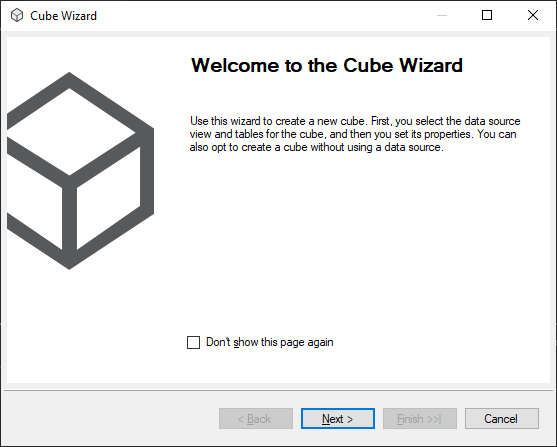 Cube Wizard
Welcome to the Cube Wizard
Use this wizard to create a new cube. First, you select the data source
view and tables for the cube, and then you set its properties. You can
also opt to create a cube without using a data source.
Don't show this page again
< Back Next > Finish >>| Cancel